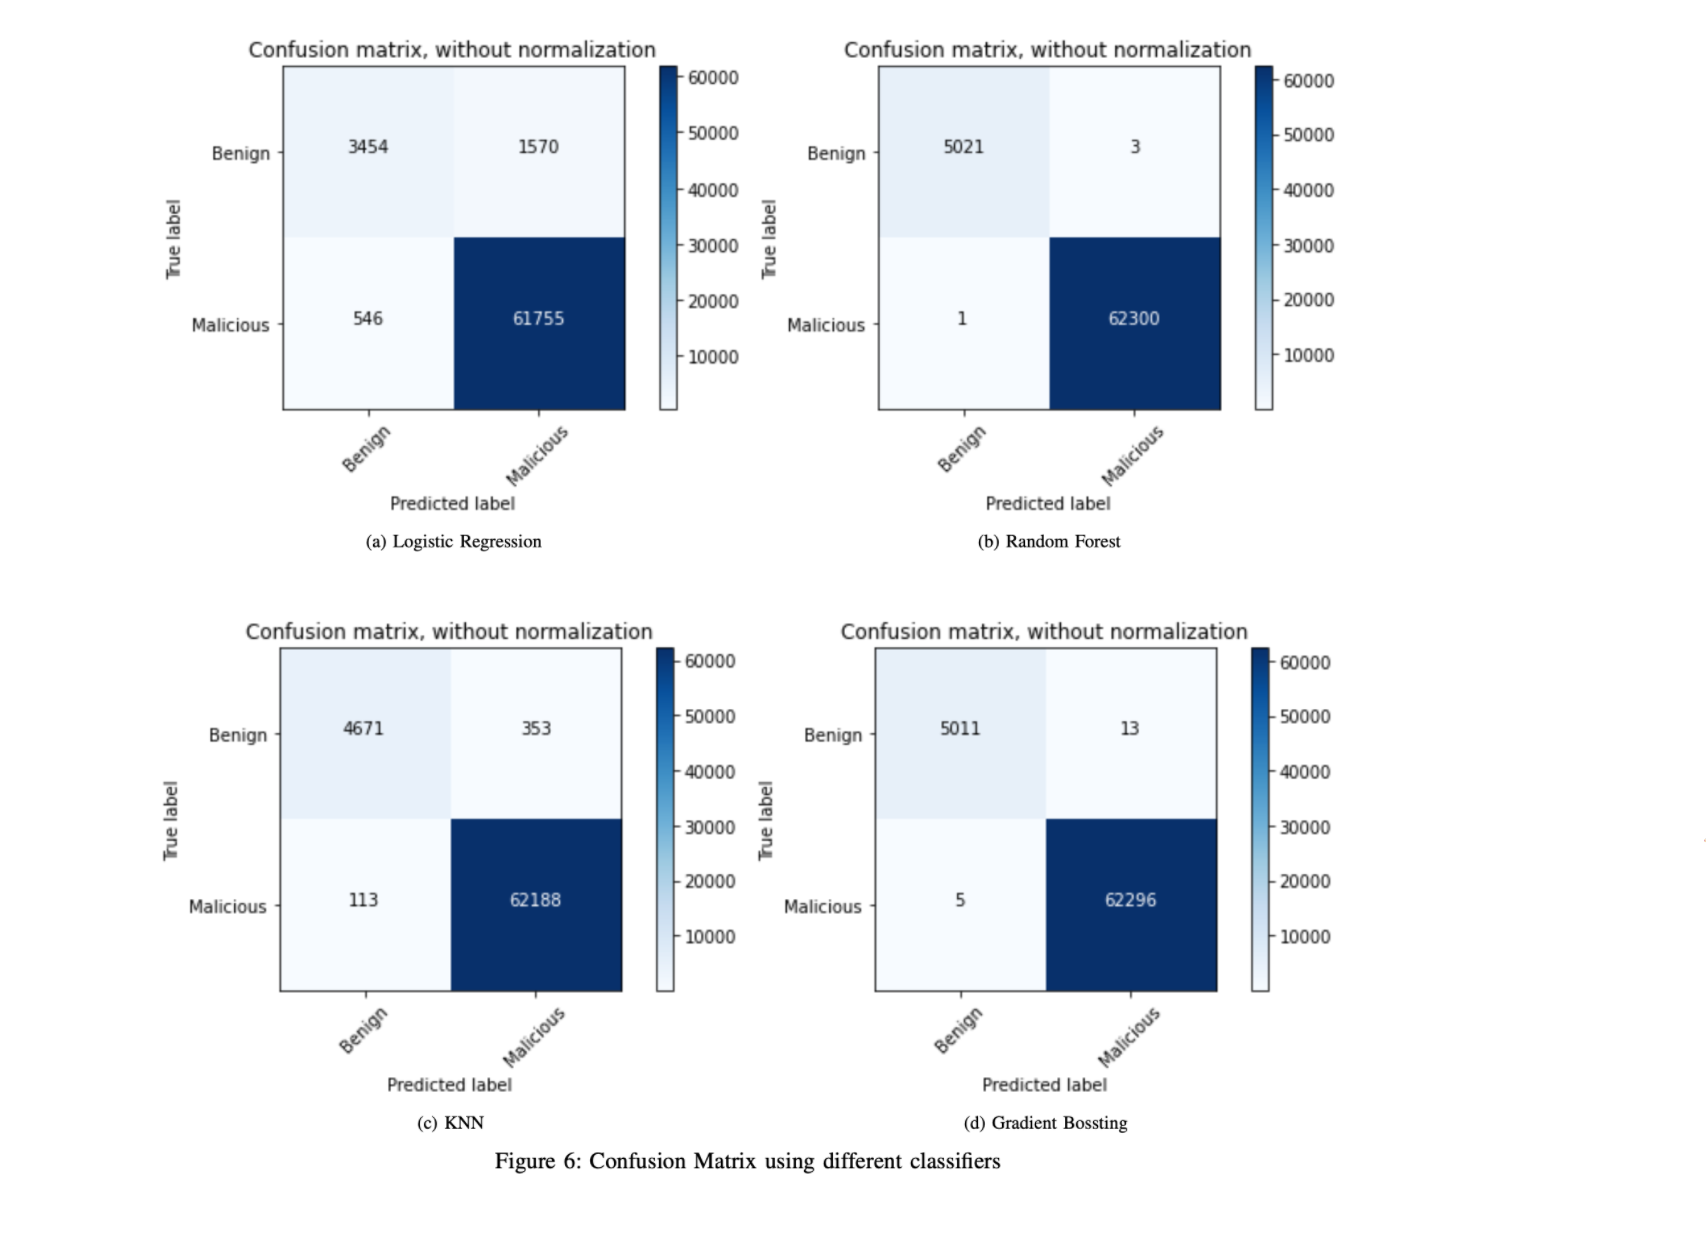 Confusion matrix, without normalization
60000
50000
40000
30000
20000
10000
True label
Benign
Malicious
3454 1570
546 61755
Benign Malicious
Predicted label
(a) Logistic Regression
Confusion matrix, without normalization
60000
50000
40000
30000
20000
10000
True label
Benign
Malicious
5021 3
1 62300
Benign Malicious
Predicted label
(b) Random Forest
Confusion matrix, without normalization
60000
50000
40000
30000
20000
10000
True label
Benign
Malicious
4671 353
113 62188
Benign Malicious
Predicted label
(c) KNN
Confusion matrix, without normalization
60000
50000
40000
30000
20000
10000
True label
Benign
Malicious
5011 13
5 62296
Benign Malicious
Predicted label
(d) Gradient Bossting
Figure 6: Confusion Matrix using different classifiers